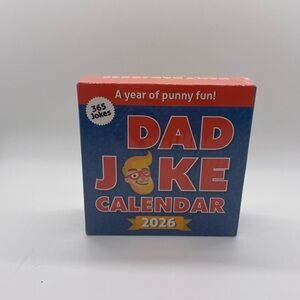 A year of punny fun!
365
Jokes
DAD
JOKE
CALENDAR
2026